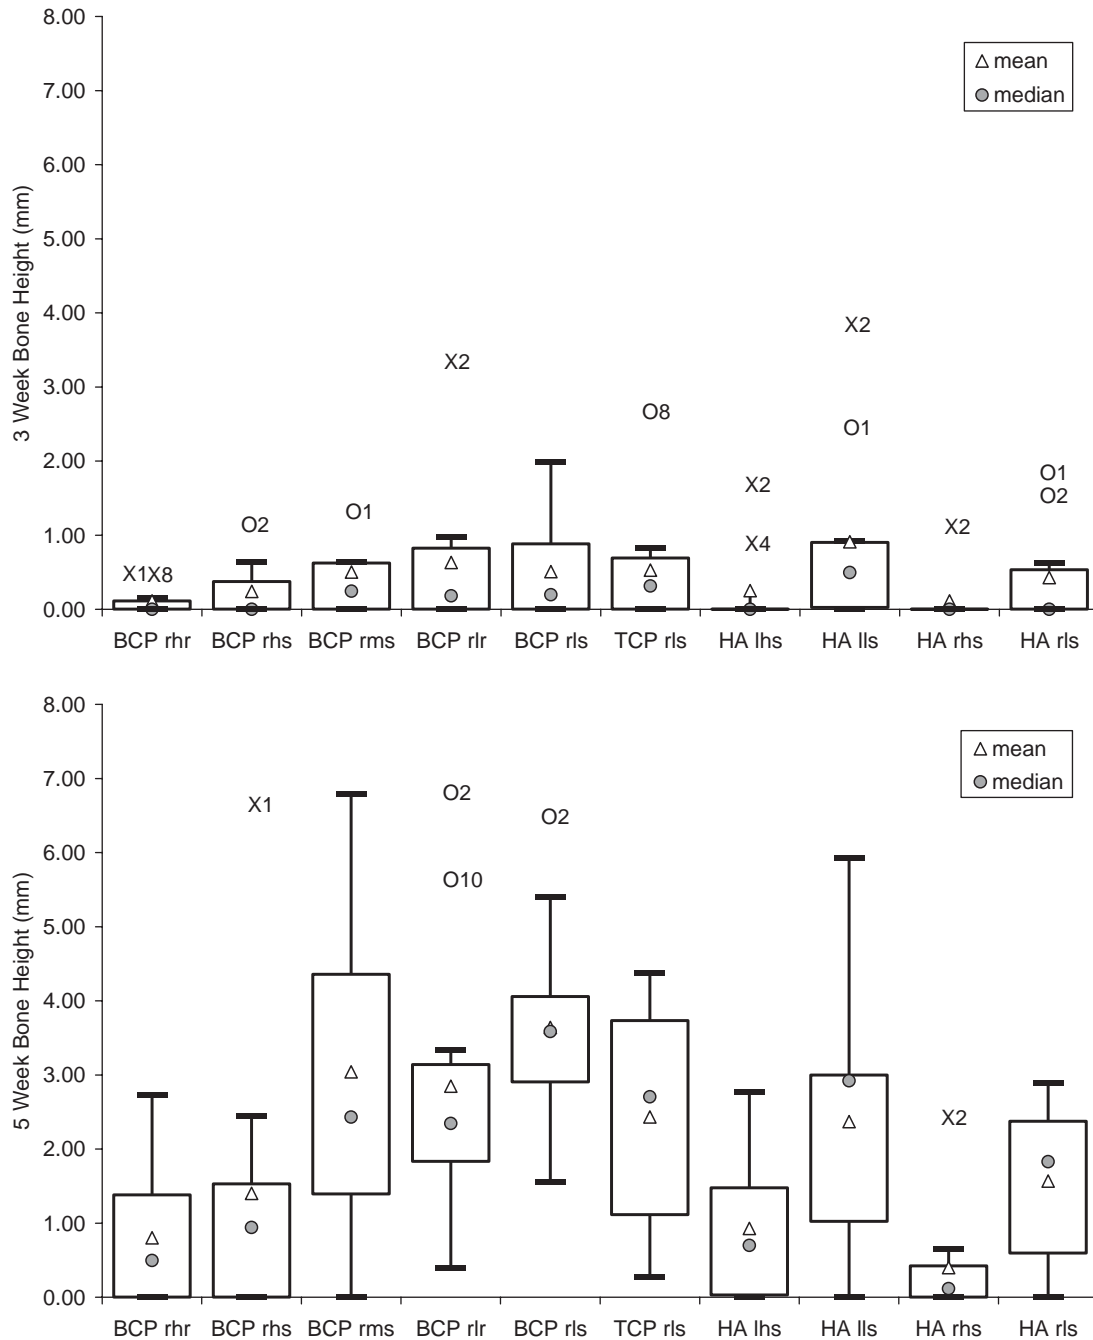 8.00
mean
median
7.00
6.00
5.00
4.00
3.00
2.00
1.00
0.00
3 Week Bone Height (mm)
X2
X2
O8
O1
X2
O1
O2
O2
O1
X4
X2
X1X8
BCP rhr BCP rhs BCP rms BCP rlr BCP rls TCP rls HA lhs HA lls HA rhs HA rls
8.00
mean
median
7.00
6.00
5.00
4.00
3.00
2.00
1.00
0.00
5 Week Bone Height (mm)
X1
O2
O2
O10
X2
BCP rhr BCP rhs BCP rms BCP rlr BCP rls TCP rls HA lhs HA lls HA rhs HA rls